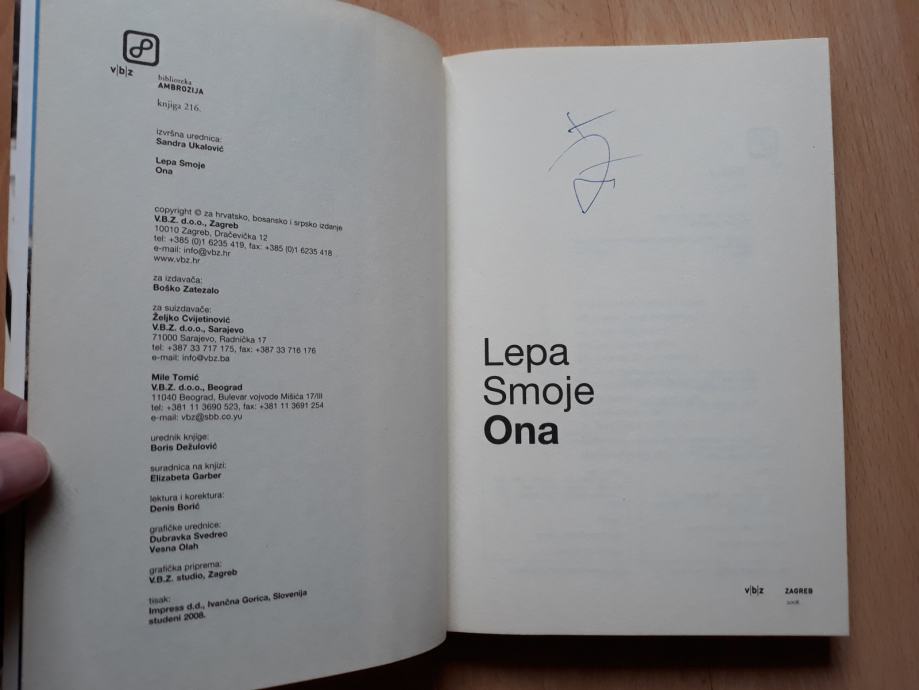 v|b|z
biblioteka
AMBROZIJA
knjiga 216.
izvršna urednica:
Sandra Ukalović
Lepa Smoje
Ona
copyright © za hrvatsko, bosansko i srpsko izdanje
V.B.Z. d.o.o., Zagreb
10010 Zagreb, Dračevička 12
tel: +385 (0)1 6235 419, fax: +385 (0)1 6235 418
e-mail: info@vbz.hr
www.vbz.hr
za izdavača:
Boško Zatezalo
za suizdavače:
Željko Cvijetinović
V.B.Z. d.o.o., Sarajevo
71000 Sarajevo, Radnička 17
tel: +387 33 717 175, fax: +387 33 716 176
e-mail: info@vbz.ba
Mile Tomić
V.B.Z. d.o.o., Beograd
11040 Beograd, Bulevar vojvode Mišića 17/III
tel: +381 11 3690 523, fax: +381 11 3691 254
e-mail: vbz@sbb.co.yu
urednik knjige:
Boris Dežulović
suradnica na knjizi:
Elizabeta Garber
lektura i korektura:
Denis Borić
grafičke urednice:
Dubravka Svedrec
Vesna Olah
grafička priprema:
V.B.Z. studio, Zagreb
tisak:
Impress d.d., Ivančna Gorica, Slovenija
studeni 2008.
Lepa
Smoje
Ona
v|b|z ZAGREB
2008.